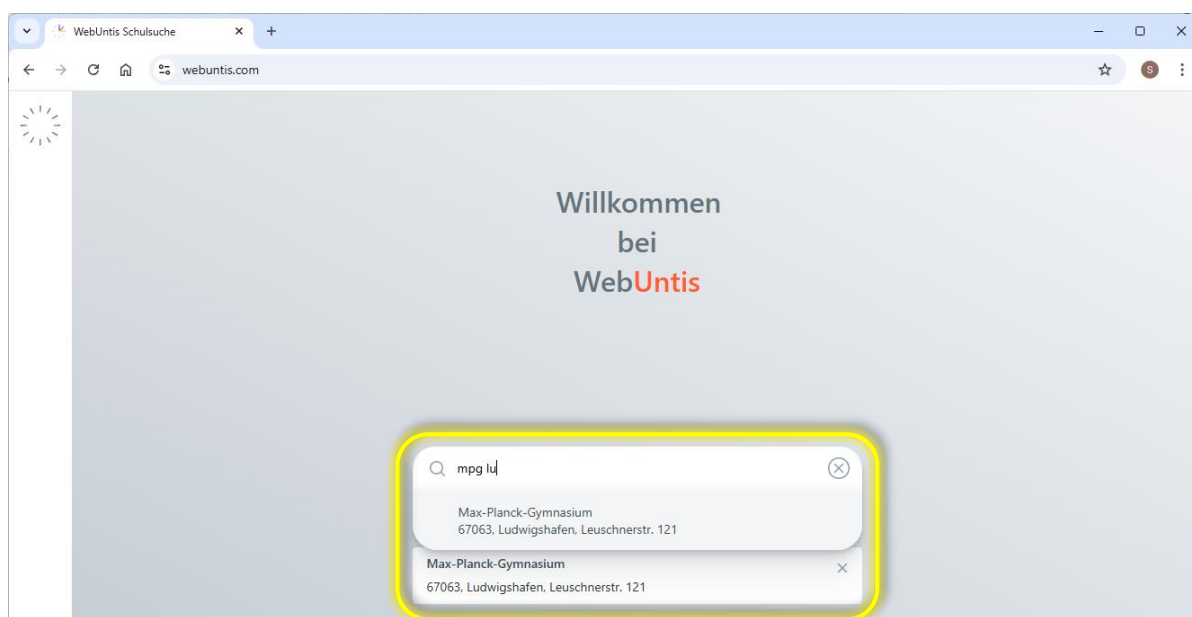 WebUntis Schulsuche
webuntis.com
S
Willkommen
bei
WebUntis
mpg lu
Max-Planck-Gymnasium
67063, Ludwigshafen, Leuschnerstr. 121
Max-Planck-Gymnasium
67063, Ludwigshafen, Leuschnerstr. 121